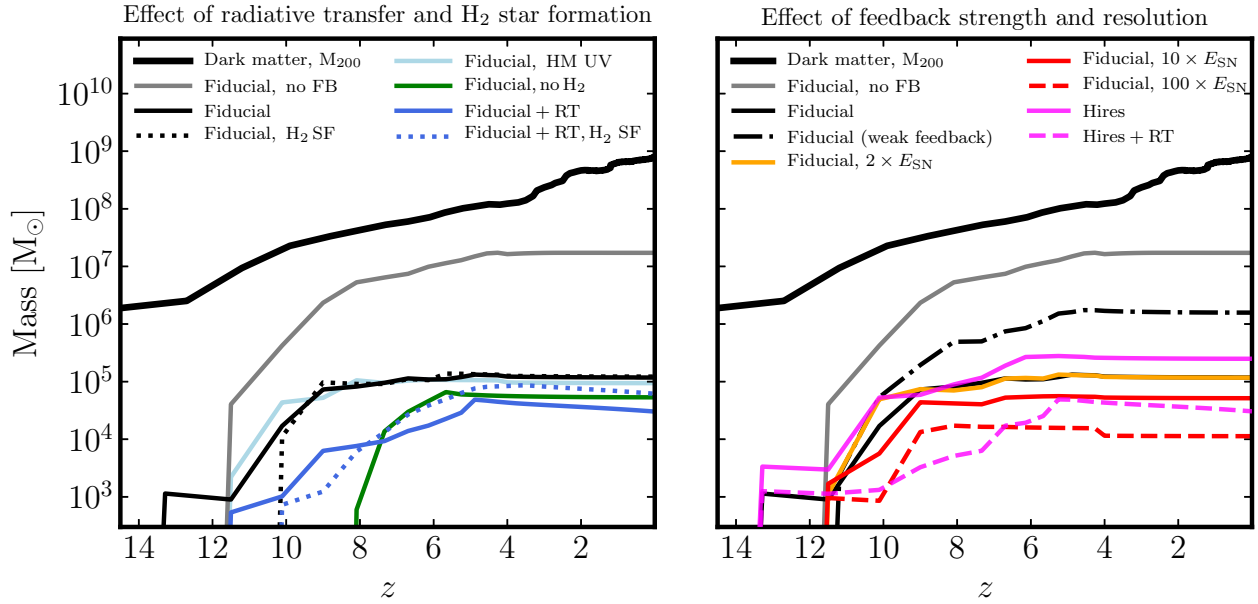 Effect of radiative transfer and H₂ star formation
Dark matter, M₂₀₀
Fiducial, no FB
Fiducial
Fiducial, H₂ SF
Fiducial, HM UV
Fiducial, no H₂
Fiducial + RT
Fiducial + RT, H₂ SF
Mass [M⊙]
10¹⁰
10⁹
10⁸
10⁷
10⁶
10⁵
10⁴
10³
14 12 10 8 6 4 2
z
Effect of feedback strength and resolution
Dark matter, M₂₀₀
Fiducial, no FB
Fiducial
Fiducial (weak feedback)
Fiducial, 2 × E_SN
Fiducial, 10 × E_SN
Fiducial, 100 × E_SN
Hires
Hires + RT
14 12 10 8 6 4 2
z